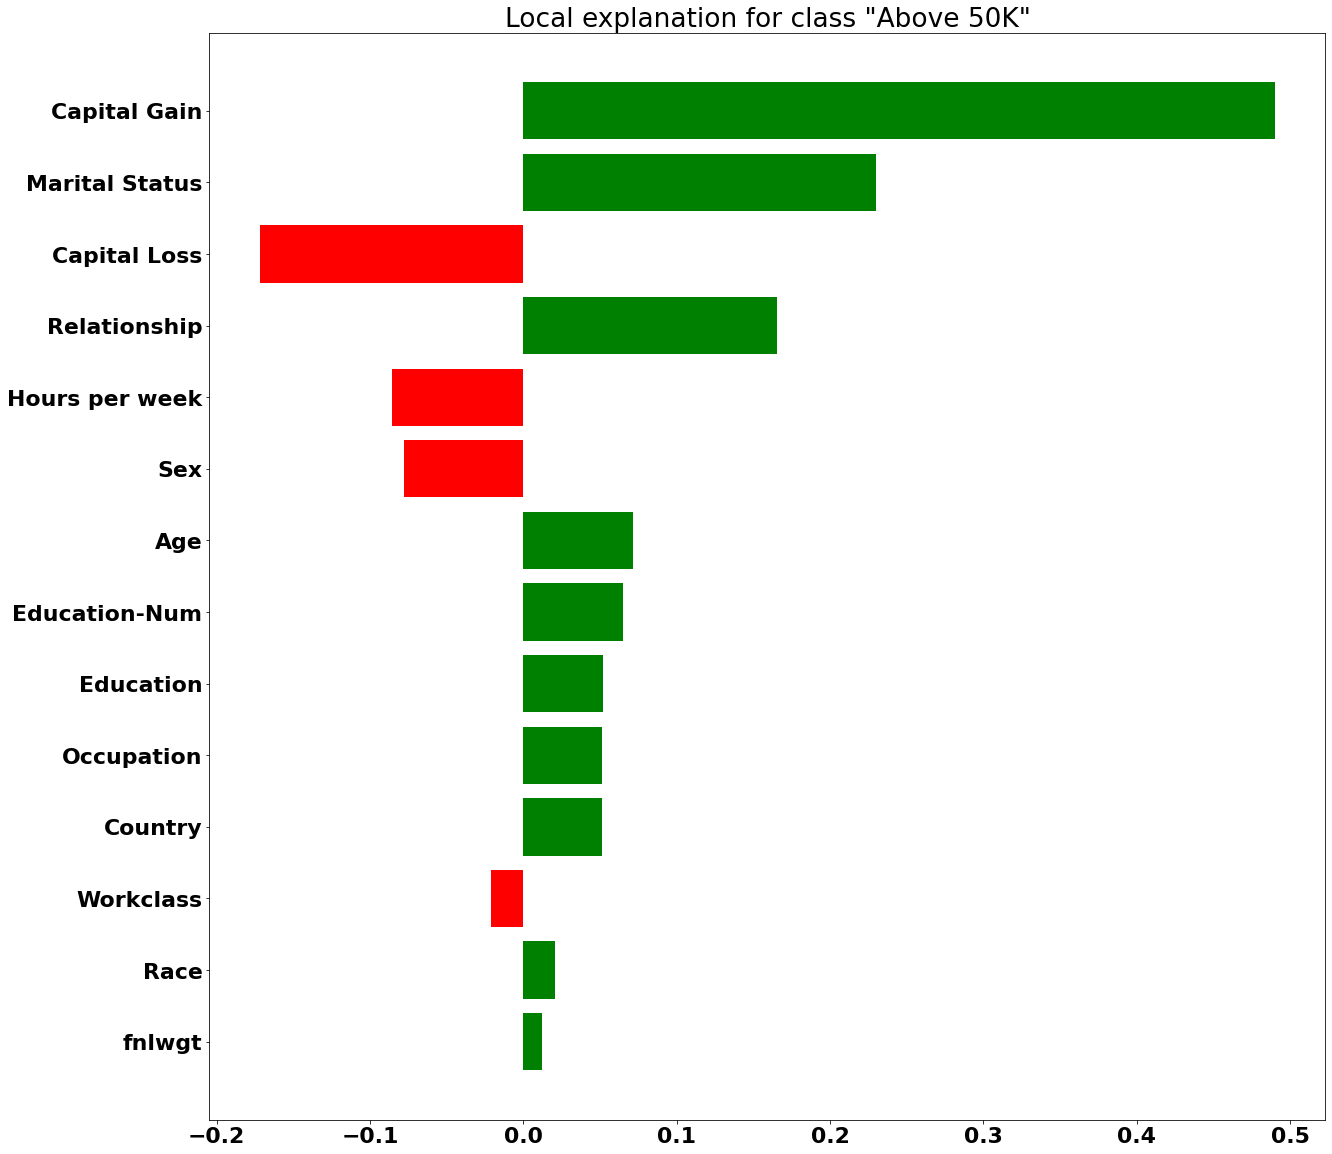 Local explanation for class "Above 50K"
Capital Gain
Marital Status
Capital Loss
Relationship
Hours per week
Sex
Age
Education-Num
Education
Occupation
Country
Workclass
Race
fnlwgt
−0.2 −0.1 0.0 0.1 0.2 0.3 0.4 0.5